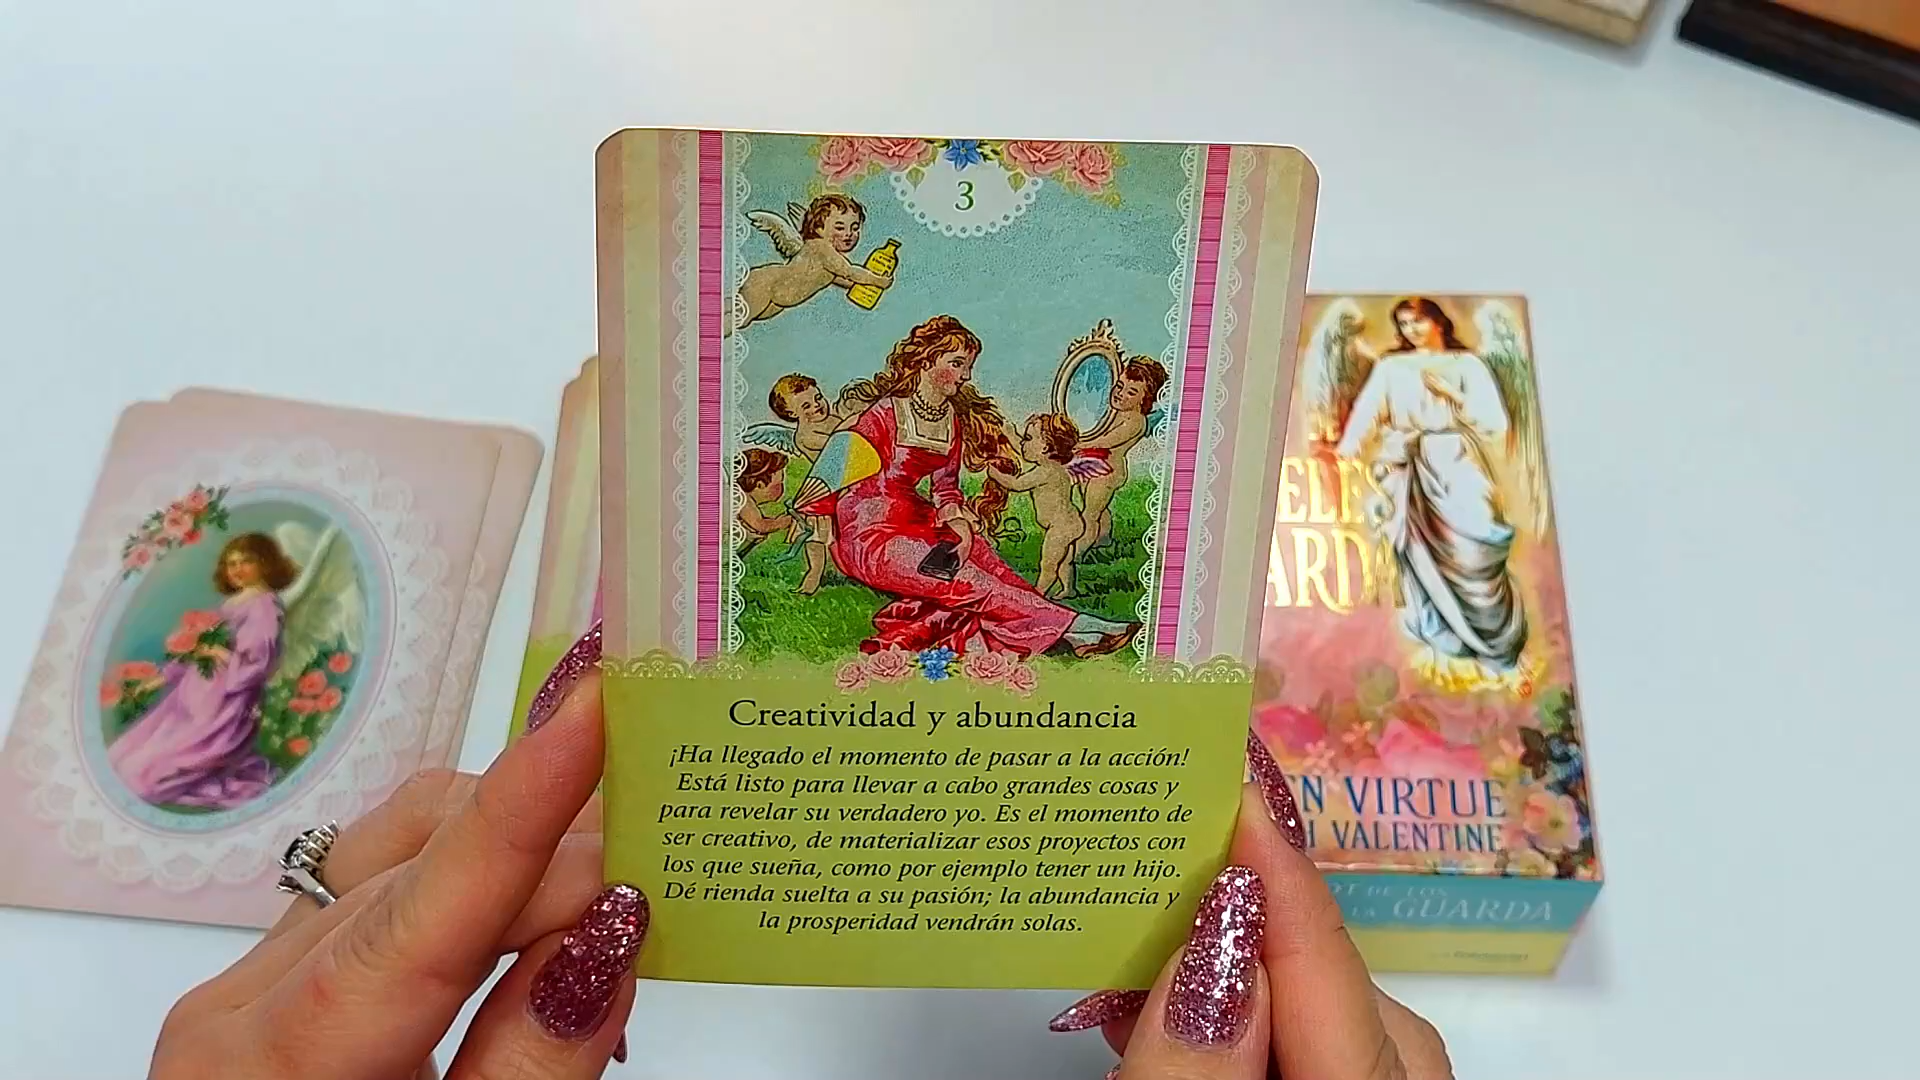 3
Creatividad y abundancia
¡Ha llegado el momento de pasar a la acción!
Está listo para llevar a cabo grandes cosas y
para revelar su verdadero yo. Es el momento de
ser creativo, de materializar esos proyectos con
los que sueña, como por ejemplo tener un hijo.
Dé rienda suelta a su pasión; la abundancia y
la prosperidad vendrán solas.
VIRTUE
VALENTINE
DE LOS
LA GUARDA